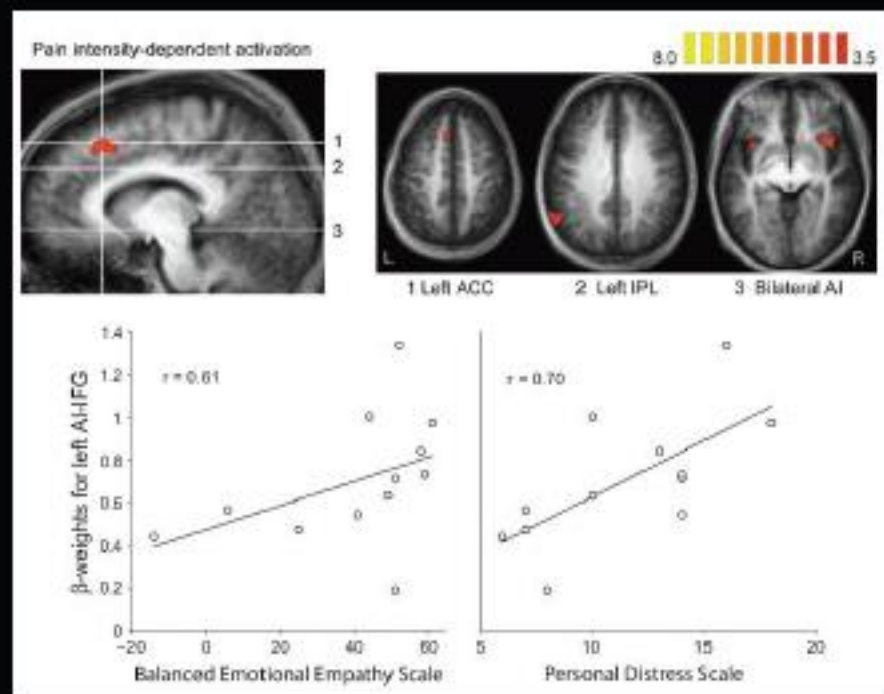 Pain intensity-dependent activation
8.0 3.5
1
2
3
L R
1 Left ACC 2 Left IPL 3 Bilateral AI
β-weights for left AI-IFG
1.4
1.2
1
0.8
0.6
0.4
0.2
0
r = 0.61
r = 0.70
-20 0 20 40 60
5 10 15 20
Balanced Emotional Empathy Scale
Personal Distress Scale